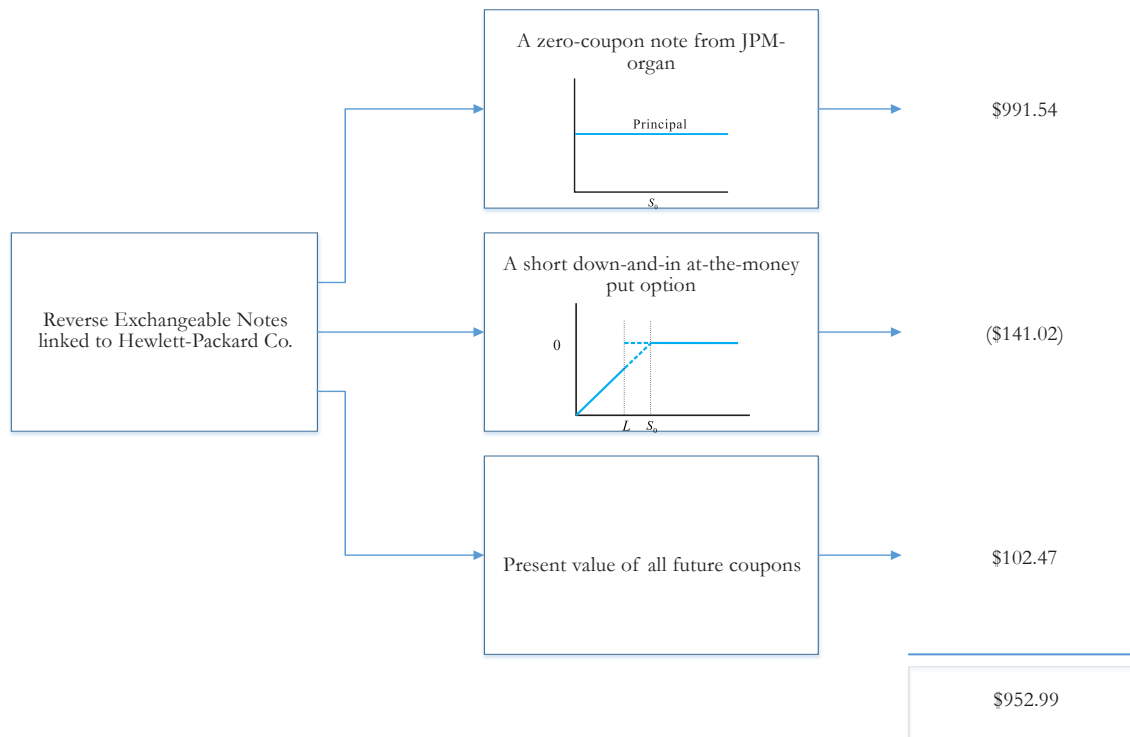 A zero-coupon note from JPM-
organ
Principal
S₀
$991.54
Reverse Exchangeable Notes
linked to Hewlett-Packard Co.
A short down-and-in at-the-money
put option
0
L S₀
($141.02)
Present value of all future coupons
$102.47
$952.99